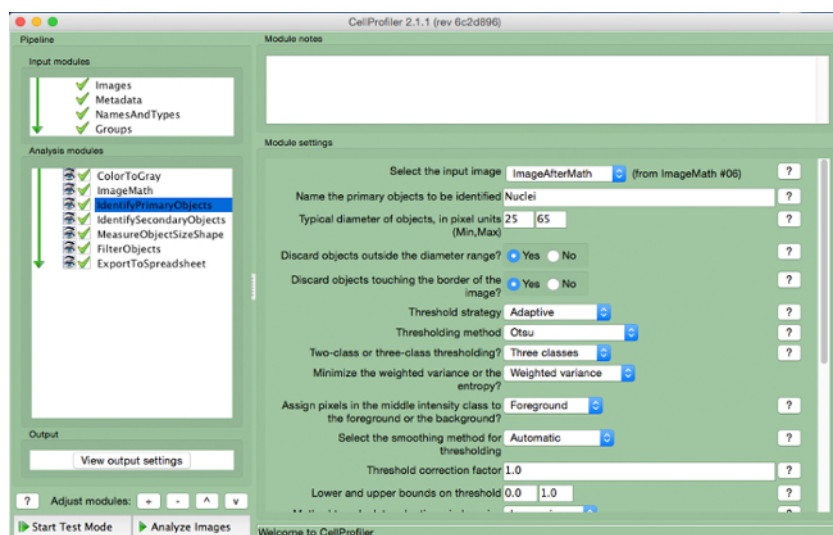 CellProfiler 2.1.1 (rev 6c2d896)
Pipeline
Input modules
Images
Metadata
NamesAndTypes
Groups
Analysis modules
ColorToGray
ImageMath
IdentifyPrimaryObjects
IdentifySecondaryObjects
MeasureObjectSizeShape
FilterObjects
ExportToSpreadsheet
Output
View output settings
? Adjust modules: + - ^ v
Start Test Mode Analyze Images
Module notes
Module settings
Select the input image ImageAfterMath (from ImageMath #06) ?
Name the primary objects to be identified Nuclei ?
Typical diameter of objects, in pixel units 25 65 ?
(Min,Max)
Discard objects outside the diameter range? Yes No ?
Discard objects touching the border of the Yes No ?
image?
Threshold strategy Adaptive ?
Thresholding method Otsu ?
Two-class or three-class thresholding? Three classes ?
Minimize the weighted variance or the Weighted variance
entropy?
Assign pixels in the middle intensity class to Foreground ?
the foreground or the background?
Select the smoothing method for Automatic ?
thresholding
Threshold correction factor 1.0 ?
Lower and upper bounds on threshold 0.0 1.0 ?
Welcome to CellProfiler